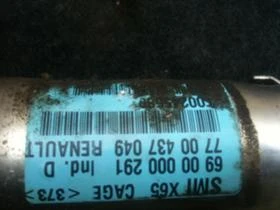 77 00 437 049 RENAULT
69 00 000 291 Ind. D
SMI X65 CAGE <373>